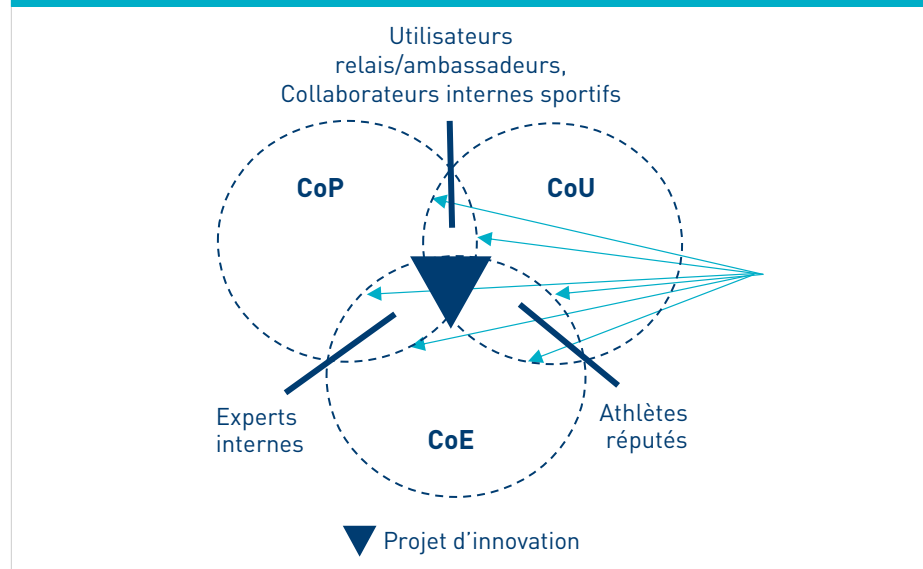 Utilisateurs
relais/ambassadeurs,
Collaborateurs internes sportifs
CoP
CoU
Experts
internes
CoE
Athlètes
réputés
Projet d’innovation